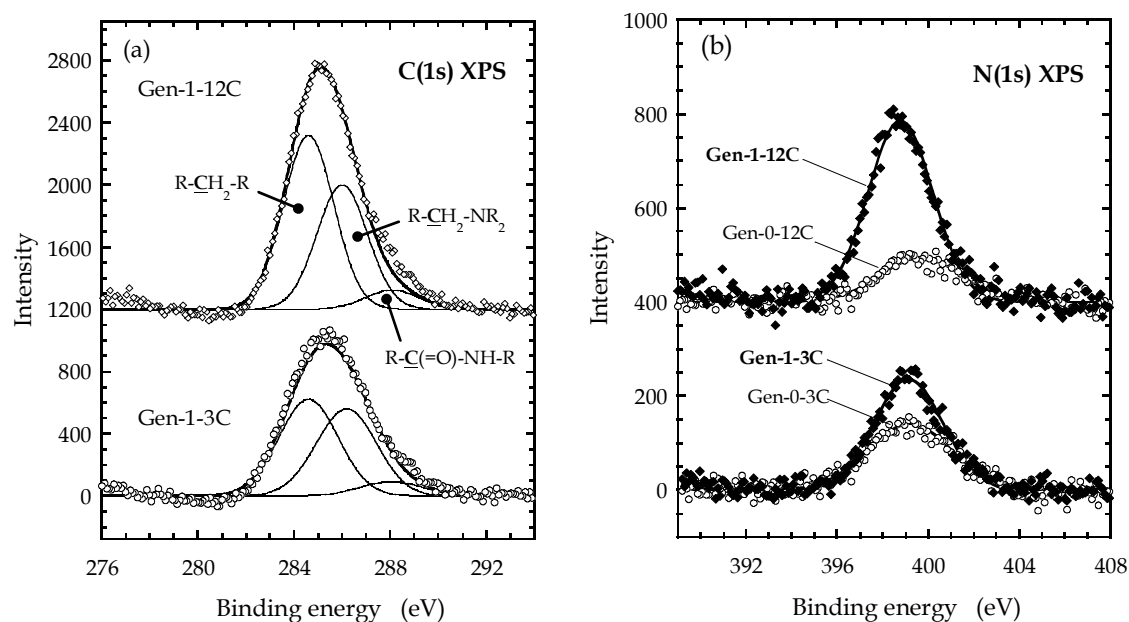 (a)
C(1s) XPS
Gen-1-12C
R-CH2-R
R-CH2-NR2
R-C(=O)-NH-R
Gen-1-3C
Intensity
2800
2400
2000
1600
1200
800
400
0
276
280
284
288
292
Binding energy (eV)
(b)
N(1s) XPS
Gen-1-12C
Gen-0-12C
Gen-1-3C
Gen-0-3C
Intensity
1000
800
600
400
200
0
392
396
400
404
408
Binding energy (eV)